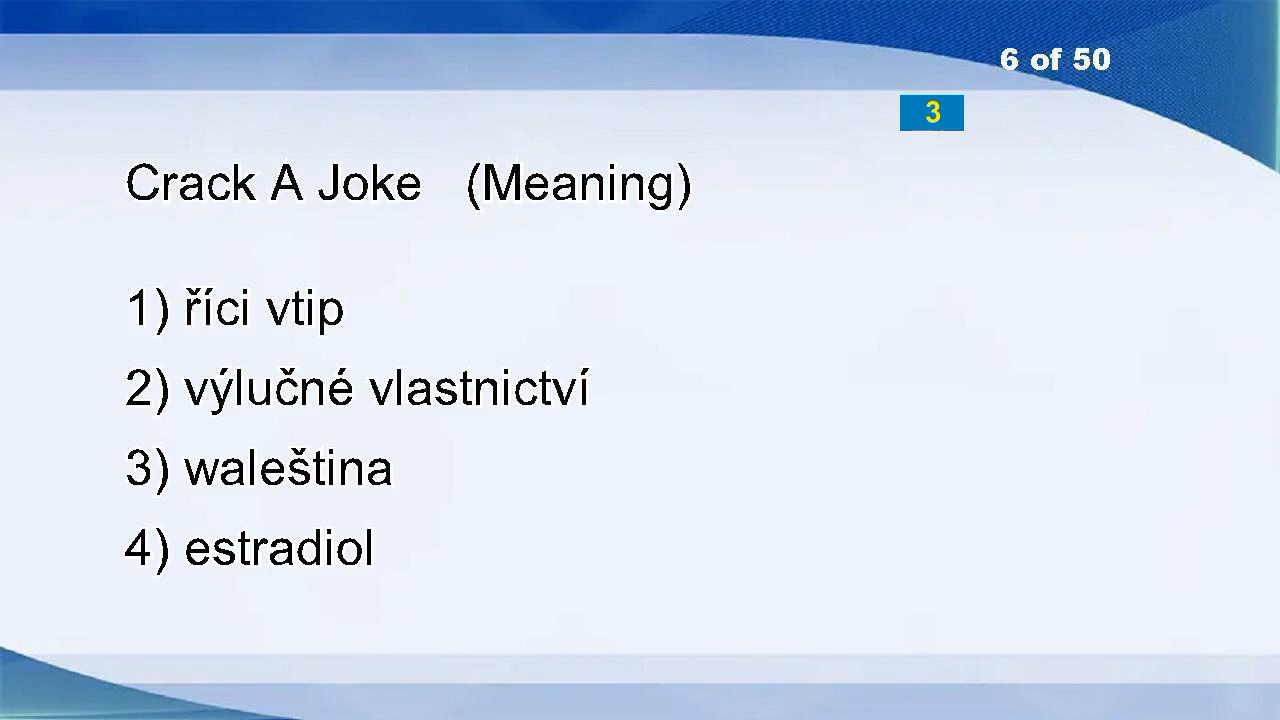 6 of 50
3
Crack A Joke (Meaning)
1) říci vtip
2) výlučné vlastnictví
3) waleština
4) estradiol